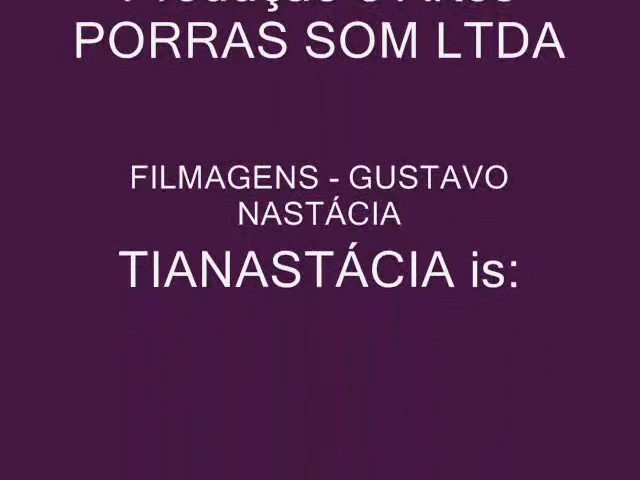 PORRAS SOM LTDA
FILMAGENS - GUSTAVO
NASTÁCIA
TIANASTÁCIA is: